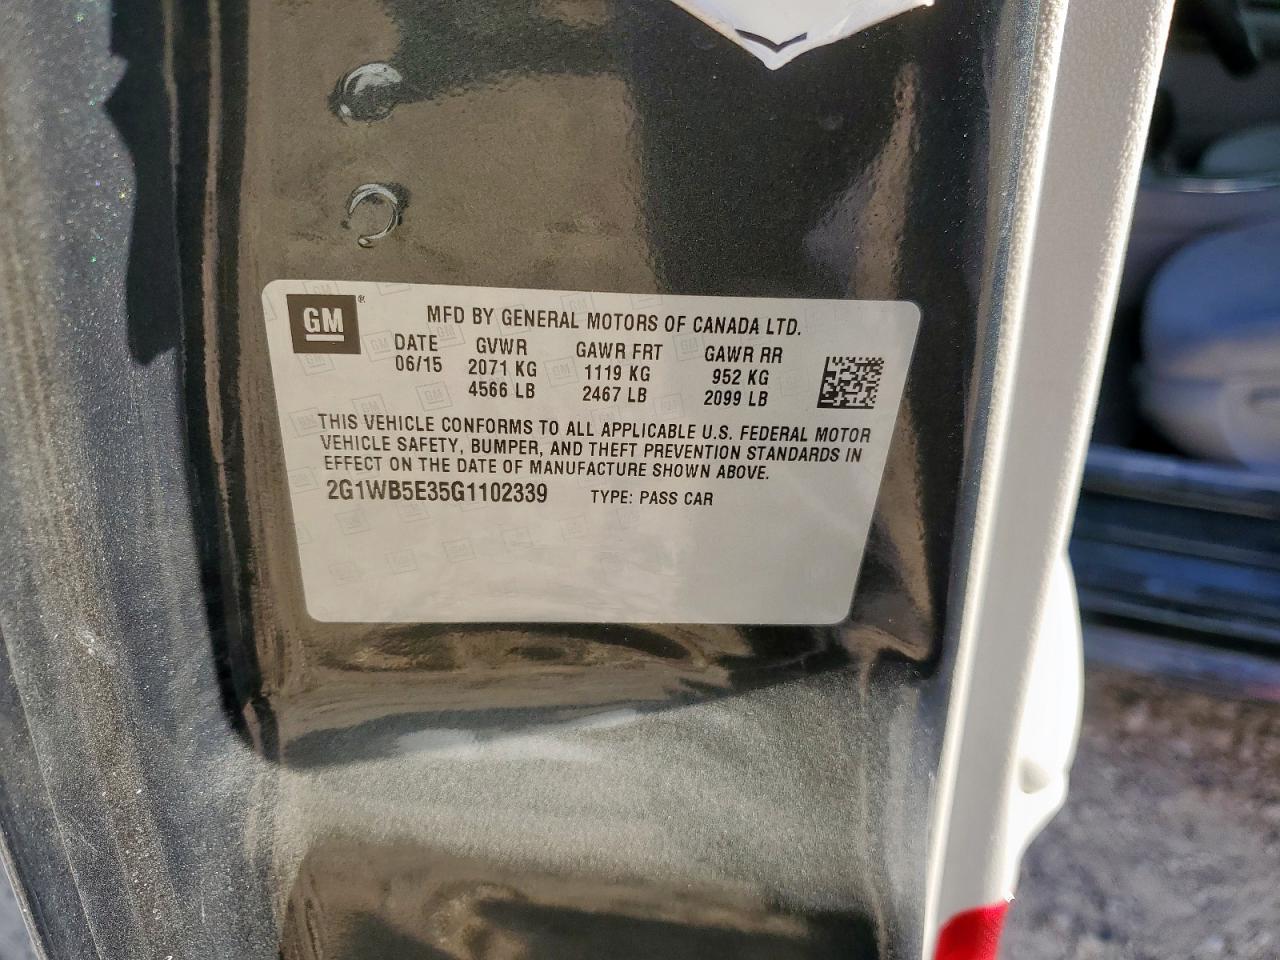 GM®
MFD BY GENERAL MOTORS OF CANADA LTD.
DATE GVWR GAWR FRT GAWR RR
06/15 2071 KG 1119 KG 952 KG
4566 LB 2467 LB 2099 LB
THIS VEHICLE CONFORMS TO ALL APPLICABLE U.S. FEDERAL MOTOR
VEHICLE SAFETY, BUMPER, AND THEFT PREVENTION STANDARDS IN
EFFECT ON THE DATE OF MANUFACTURE SHOWN ABOVE.
2G1WB5E35G1102339 TYPE: PASS CAR